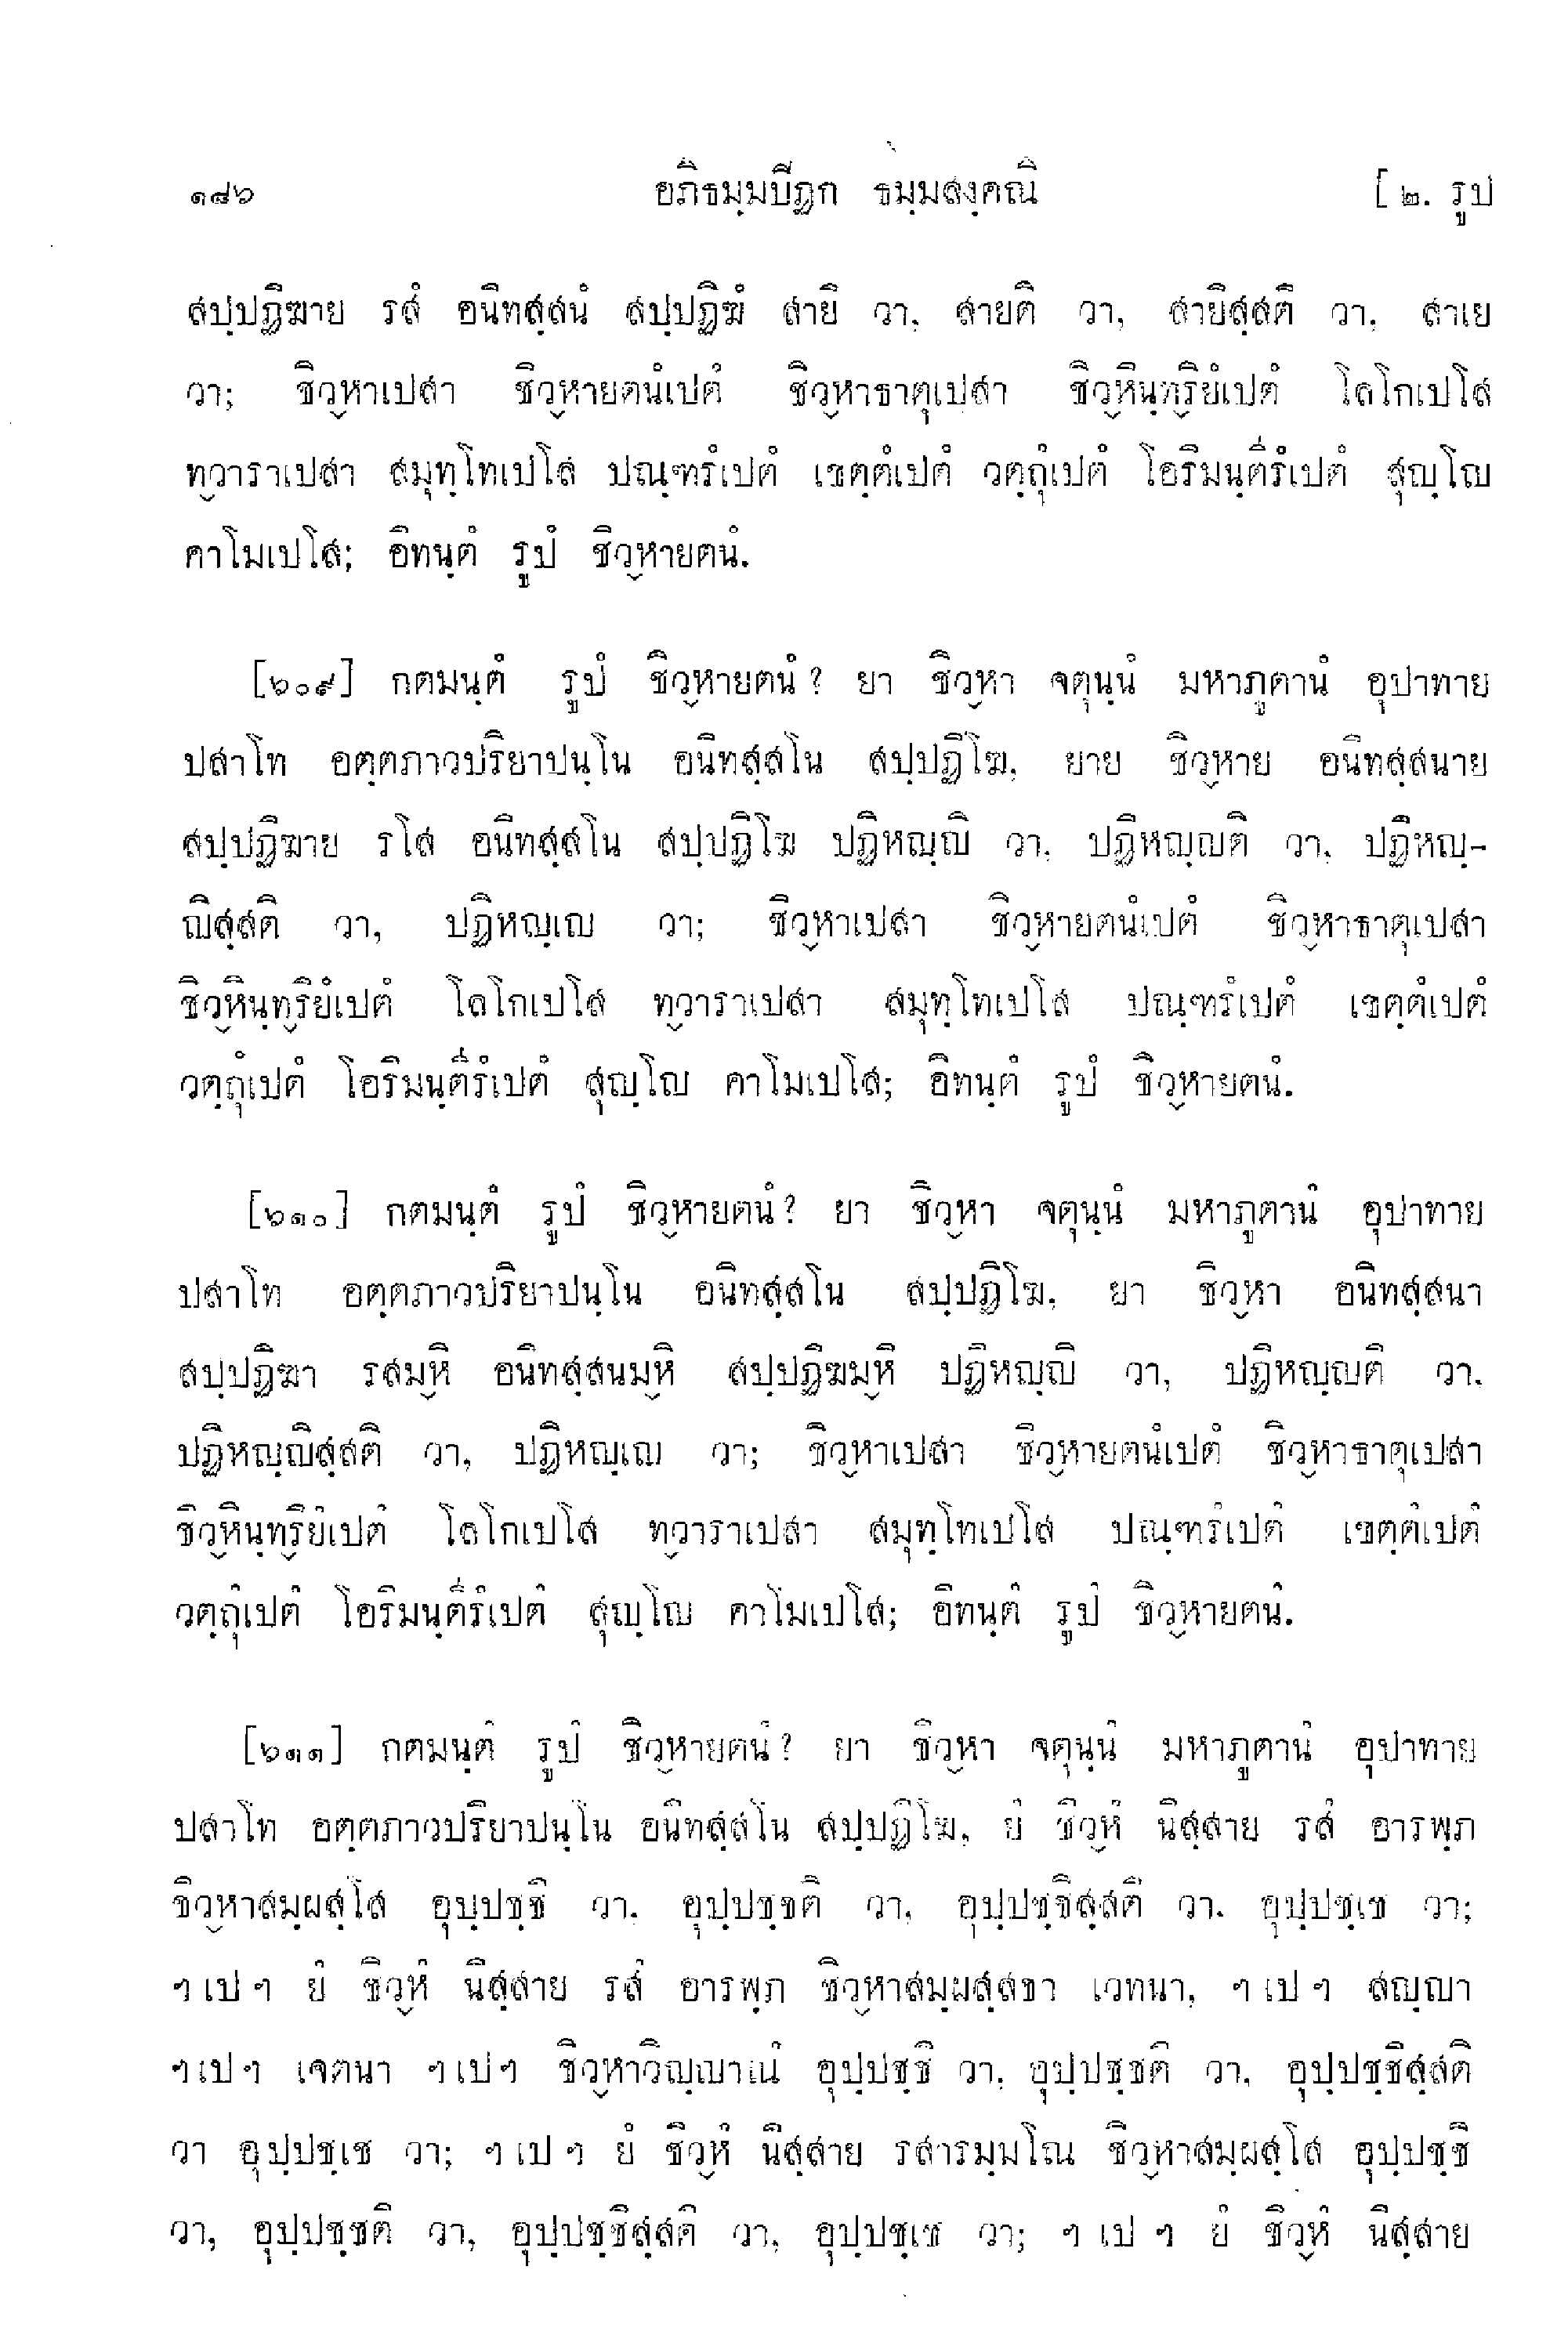 ๑๘๖ อภิธมฺมปิฏก ธมฺมสงฺคณิ [ ๒. รูป
สปฺปฏิฆาย รสํ อนิทสฺสนํ สปฺปฏิฆํ สายิ วา, สายติ วา, สายิสฺสติ วา, สาเย
วา; ชิวฺหาเปสา ชิวฺหายตนํเปตํ ชิวฺหาธาตุเปสา ชิวฺหินฺทฺริยํเปตํ โลโกเปโส
ทฺวาราเปสา สมุทฺโทเปโส ปณฺฑรํเปตํ เขตฺตํเปตํ วตฺถุํเปตํ โอริมนฺตีรํเปตํ สุญฺโญ
คาโมเปโส; อิทนฺตํ รูปํ ชิวฺหายตนํ.
[๖๐๙] กตมนฺตํ รูปํ ชิวฺหายตนํ? ยา ชิวฺหา จตุนฺนํ มหาภูตานํ อุปาทาย
ปสาโท อตฺตภาวปริยาปนฺโน อนิทสฺสโน สปฺปฏิโฆ, ยาย ชิวฺหาย อนิทสฺสนาย
สปฺปฏิฆาย รโส อนิทสฺสโน สปฺปฏิโฆ ปฏิหญฺญิ วา, ปฏิหญฺญติ วา, ปฏิหญฺ-
ญิสฺสติ วา, ปฏิหญฺเญ วา; ชิวฺหาเปสา ชิวฺหายตนํเปตํ ชิวฺหาธาตุเปสา
ชิวฺหินฺทฺริยํเปตํ โลโกเปโส ทฺวาราเปสา สมุทฺโทเปโส ปณฺฑรํเปตํ เขตฺตํเปตํ
วตฺถุํเปตํ โอริมนฺตีรํเปตํ สุญฺโญ คาโมเปโส; อิทนฺตํ รูปํ ชิวฺหายตนํ.
[๖๑๐] กตมนฺตํ รูปํ ชิวฺหายตนํ? ยา ชิวฺหา จตุนฺนํ มหาภูตานํ อุปาทาย
ปสาโท อตฺตภาวปริยาปนฺโน อนิทสฺสโน สปฺปฏิโฆ, ยา ชิวฺหา อนิทสฺสนา
สปฺปฏิฆา รสมฺหิ อนิทสฺสนมฺหิ สปฺปฏิฆมฺหิ ปฏิหญฺญิ วา, ปฏิหญฺญติ วา,
ปฏิหญฺญิสฺสติ วา, ปฏิหญฺเญ วา; ชิวฺหาเปสา ชิวฺหายตนํเปตํ ชิวฺหาธาตุเปสา
ชิวฺหินฺทฺริยํเปตํ โลโกเปโส ทฺวาราเปสา สมุทฺโทเปโส ปณฺฑรํเปตํ เขตฺตํเปตํ
วตฺถุํเปตํ โอริมนฺตีรํเปตํ สุญฺโญ คาโมเปโส; อิทนฺตํ รูปํ ชิวฺหายตนํ.
[๖๑๑] กตมนฺตํ รูปํ ชิวฺหายตนํ? ยา ชิวฺหา จตุนฺนํ มหาภูตานํ อุปาทาย
ปสาโท อตฺตภาวปริยาปนฺโน อนิทสฺสโน สปฺปฏิโฆ, ยํ ชิวฺหํ นิสฺสาย รสํ อารพฺภ
ชิวฺหาสมฺผสฺโส อุปฺปชฺชิ วา, อุปฺปชฺชติ วา, อุปฺปชฺชิสฺสติ วา, อุปฺปชฺเช วา;
ฯ เป ฯ ยํ ชิวฺหํ นิสฺสาย รสํ อารพฺภ ชิวฺหาสมฺผสฺสชา เวทนา, ฯ เป ฯ สญฺญา
ฯ เป ฯ เจตนา ฯ เป ฯ ชิวฺหาวิญฺญาณํ อุปฺปชฺชิ วา, อุปฺปชฺชติ วา, อุปฺปชฺชิสฺสติ
วา อุปฺปชฺเช วา; ฯ เป ฯ ยํ ชิวฺหํ นิสฺสาย รสารมฺมโณ ชิวฺหาสมฺผสฺโส อุปฺปชฺชิ
วา, อุปฺปชฺชติ วา, อุปฺปชฺชิสฺสติ วา, อุปฺปชฺเช วา; ฯ เป ฯ ยํ ชิวฺหํ นิสฺสาย